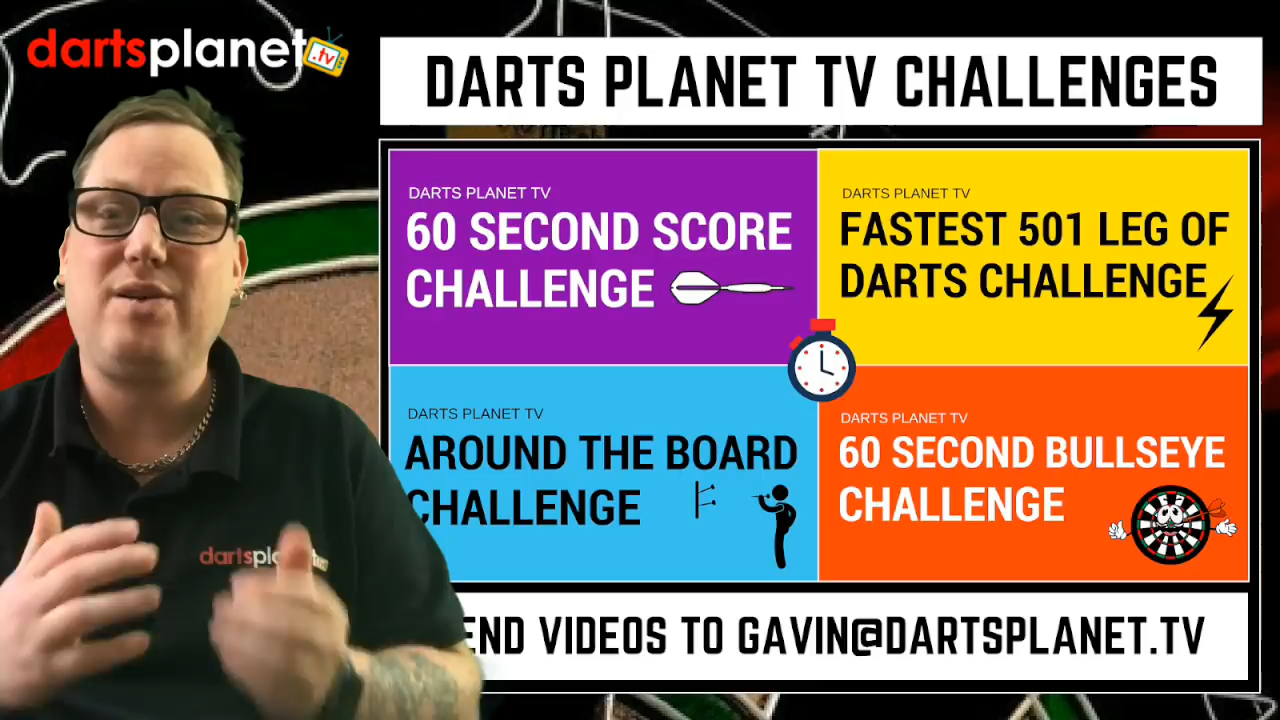 dartsplanet
.tv
DARTS PLANET TV CHALLENGES
DARTS PLANET TV
60 SECOND SCORE
CHALLENGE
DARTS PLANET TV
FASTEST 501 LEG OF
DARTS CHALLENGE
DARTS PLANET TV
AROUND THE BOARD
CHALLENGE
DARTS PLANET TV
60 SECOND BULLSEYE
CHALLENGE
END VIDEOS TO GAVIN@DARTSPLANET.TV